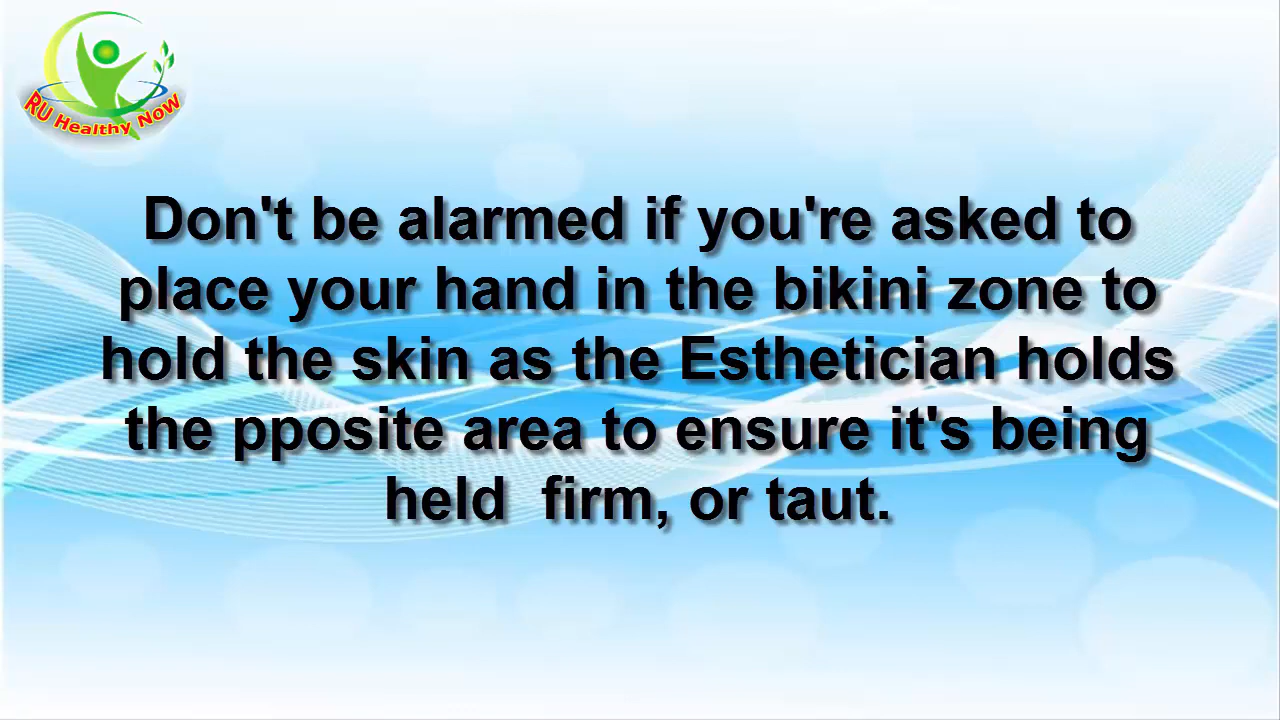 RU Healthy Now
Don't be alarmed if you're asked to
place your hand in the bikini zone to
hold the skin as the Esthetician holds
the pposite area to ensure it's being
held  firm, or taut.